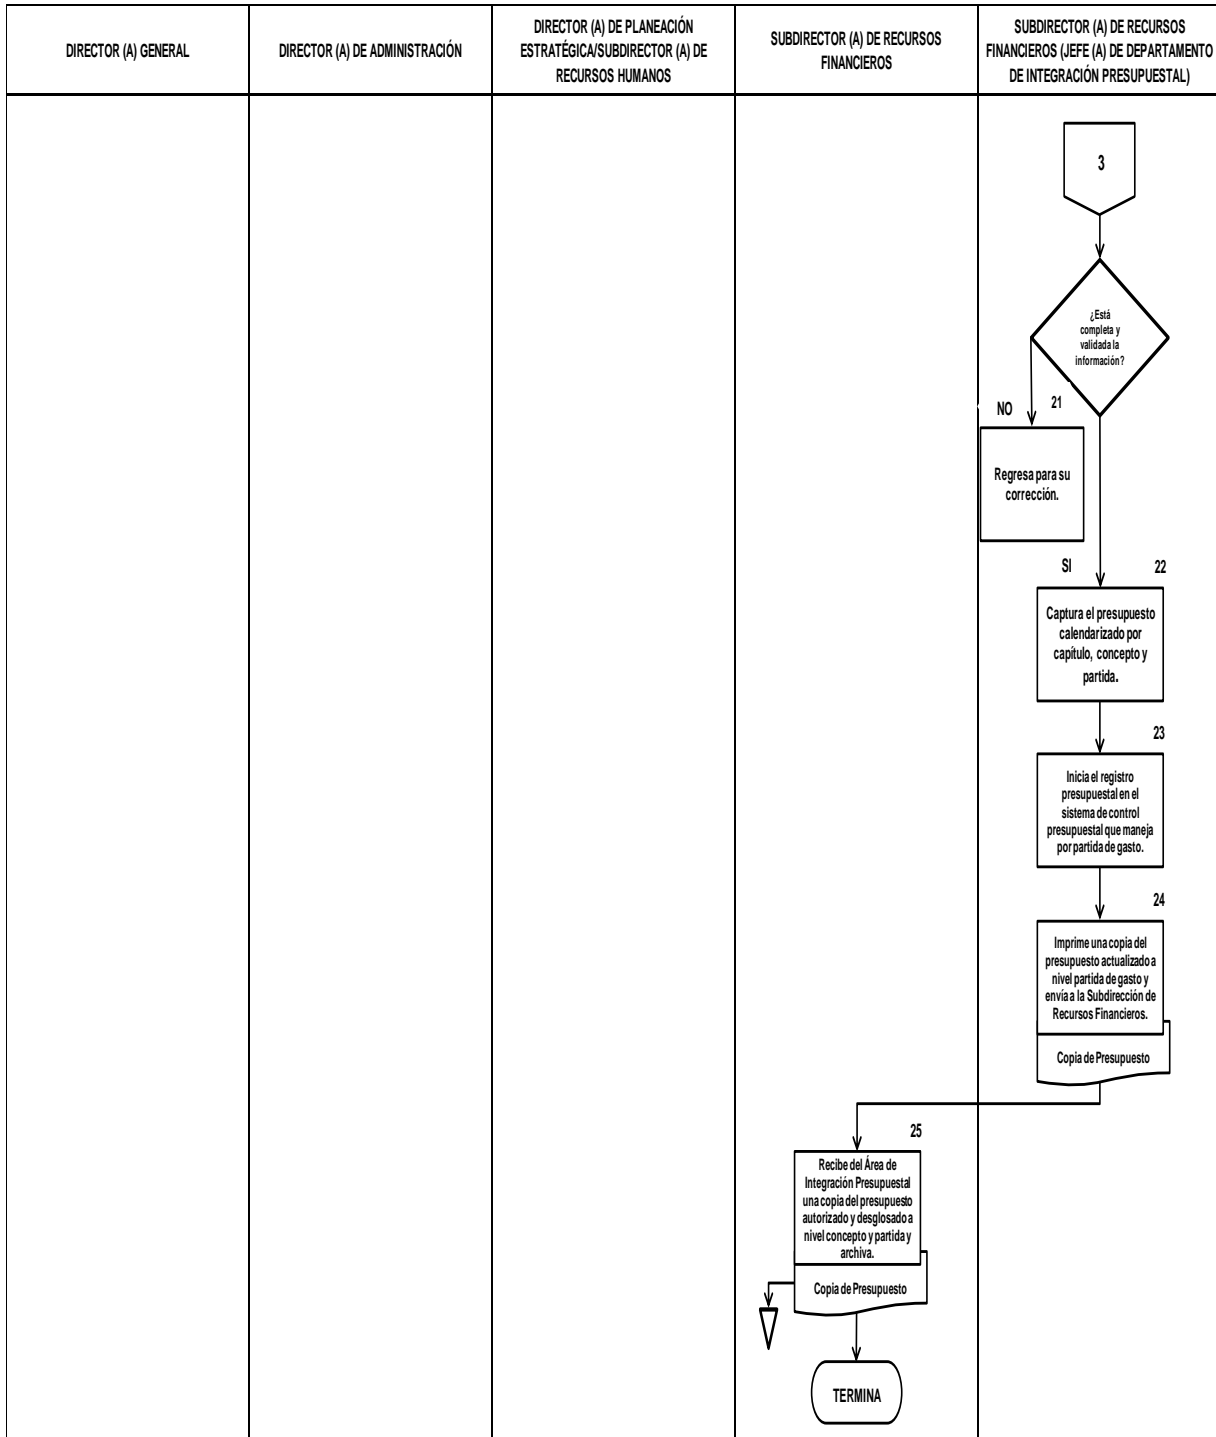 DIRECTOR (A) GENERAL
DIRECTOR (A) DE ADMINISTRACIÓN
DIRECTOR (A) DE PLANEACIÓN
ESTRATÉGICA/SUBDIRECTOR (A) DE
RECURSOS HUMANOS
SUBDIRECTOR (A) DE RECURSOS
FINANCIEROS
SUBDIRECTOR (A) DE RECURSOS
FINANCIEROS (JEFE (A) DE DEPARTAMENTO
DE INTEGRACIÓN PRESUPUESTAL)
3
¿Está
completa y
validada la
información?
NO
21
Regresa para su
corrección.
SI
22
Captura el presupuesto
calendarizado por
capítulo, concepto y
partida.
23
Inicia el registro
presupuestal en el
sistema de control
presupuestal que maneja
por partida de gasto.
24
Imprime una copia del
presupuesto actualizado a
nivel partida de gasto y
envía a la Subdirección de
Recursos Financieros.
Copia de Presupuesto
25
Recibe del Área de
Integración Presupuestal
una copia del presupuesto
autorizado y desglosado a
nivel concepto y partida y
archiva.
Copia de Presupuesto
TERMINA